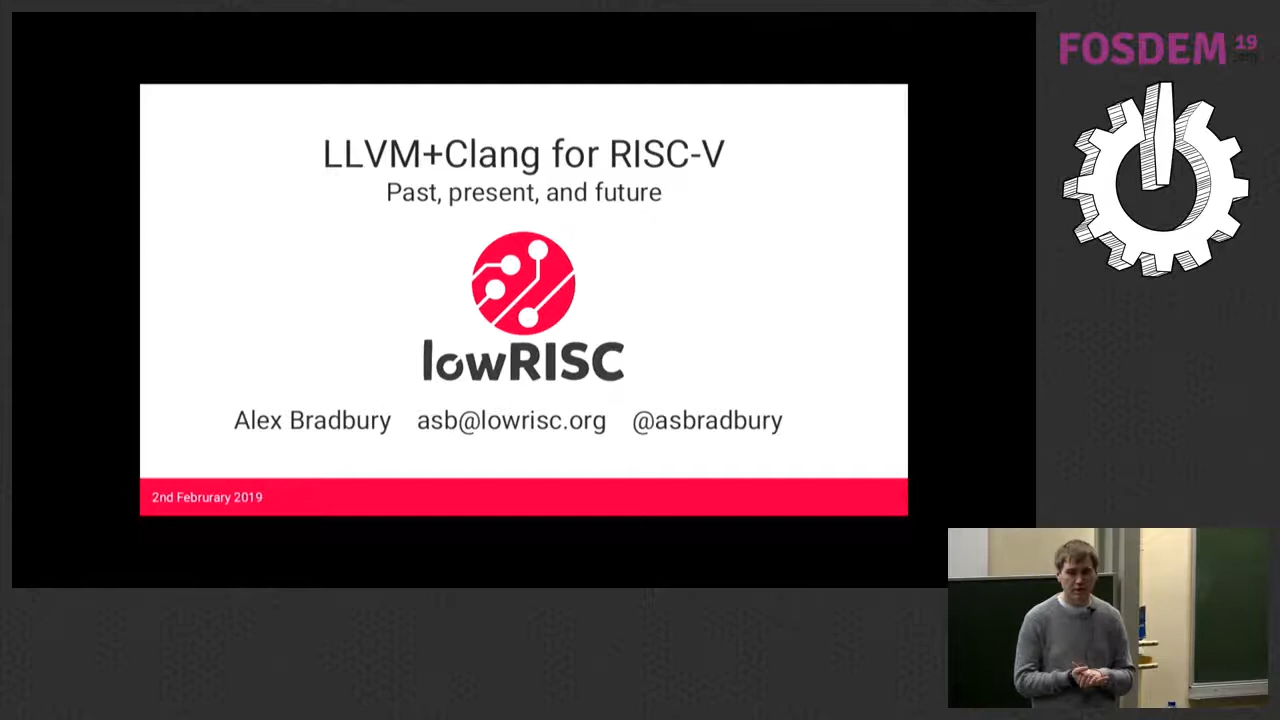 LLVM+Clang for RISC-V
Past, present, and future
lowRISC
Alex Bradbury asb@lowrisc.org @asbradbury
2nd Februrary 2019
FOSDEM 19